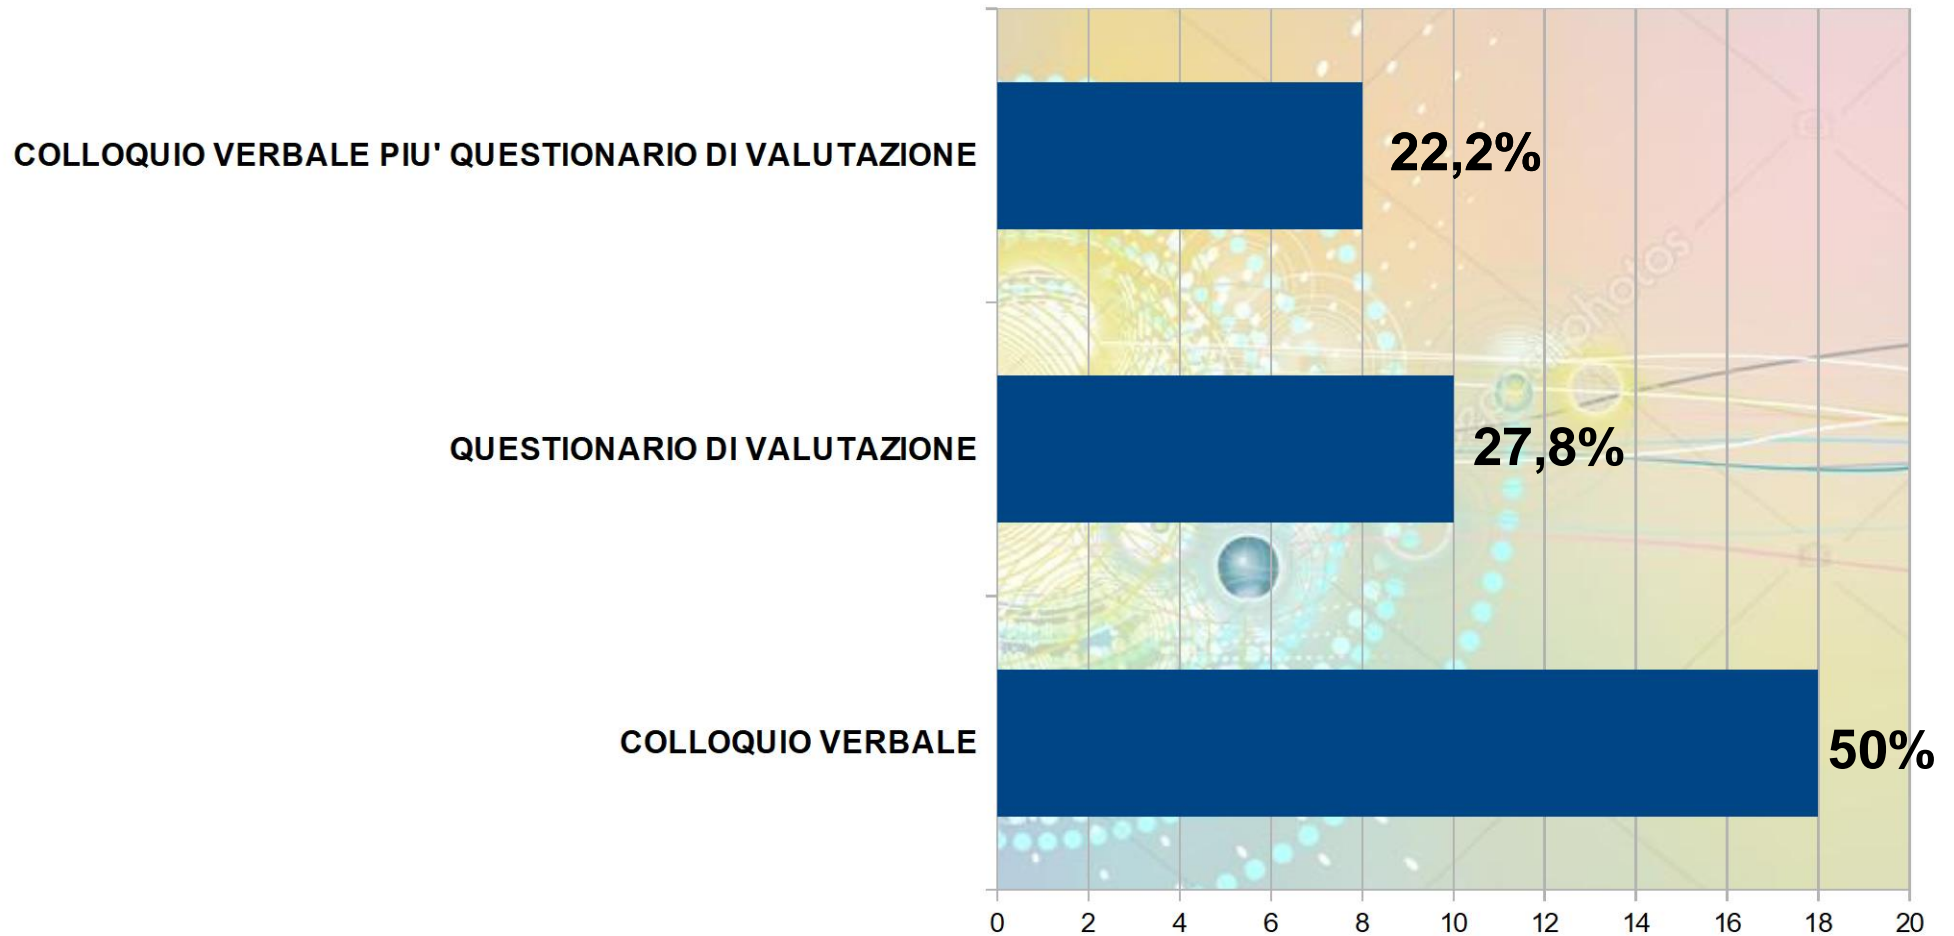 COLLOQUIO VERBALE PIU' QUESTIONARIO DI VALUTAZIONE
22,2%
photos
QUESTIONARIO DI VALUTAZIONE
27,8%
COLLOQUIO VERBALE
50%
0 2 4 6 8 10 12 14 16 18 20